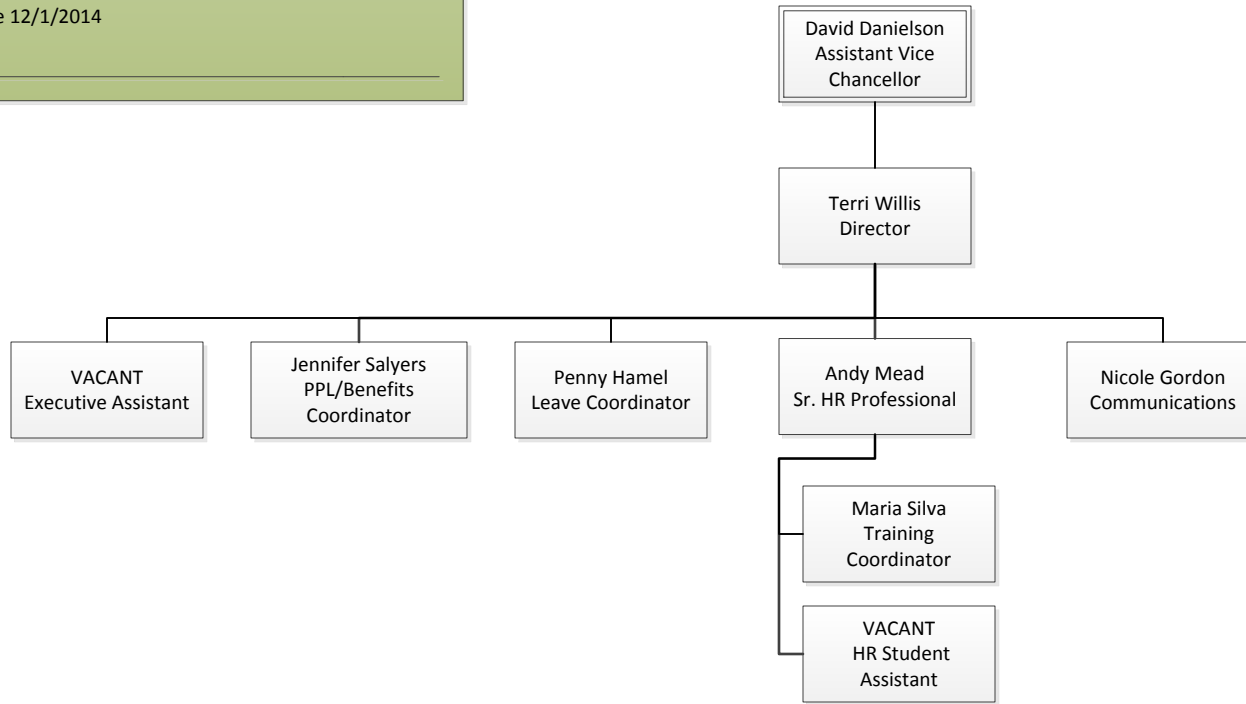 12/1/2014
David Danielson
Assistant Vice
Chancellor
Terri Willis
Director
VACANT
Executive Assistant
Jennifer Salyers
PPL/Benefits
Coordinator
Penny Hamel
Leave Coordinator
Andy Mead
Sr. HR Professional
Nicole Gordon
Communications
Maria Silva
Training
Coordinator
VACANT
HR Student
Assistant